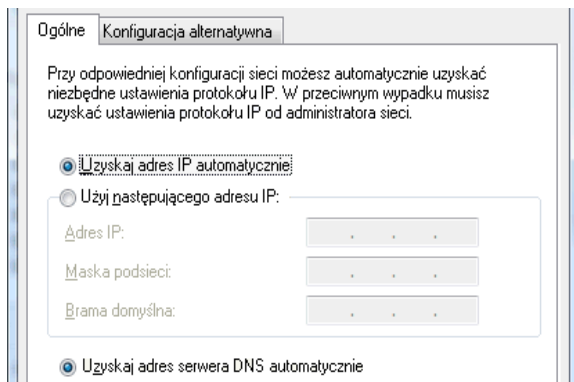 Ogólne Konfiguracja alternatywna
Przy odpowiedniej konfiguracji sieci możesz automatycznie uzyskać
niezbędne ustawienia protokołu IP. W przeciwnym wypadku musisz
uzyskać ustawienia protokołu IP od administratora sieci.
Uzyskaj adres IP automatycznie
Użyj następującego adresu IP:
Adres IP: . . .
Maska podsieci: . . .
Brama domyślna: . . .
Uzyskaj adres serwera DNS automatycznie